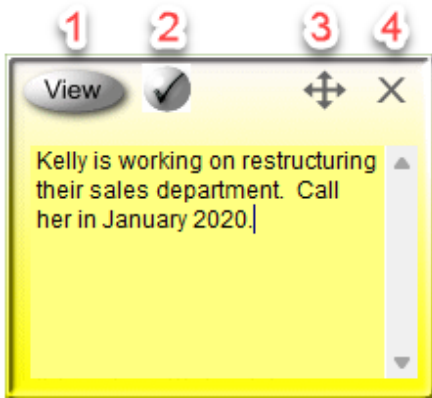 1 2 3 4
View
Kelly is working on restructuring
their sales department.  Call
her in January 2020.